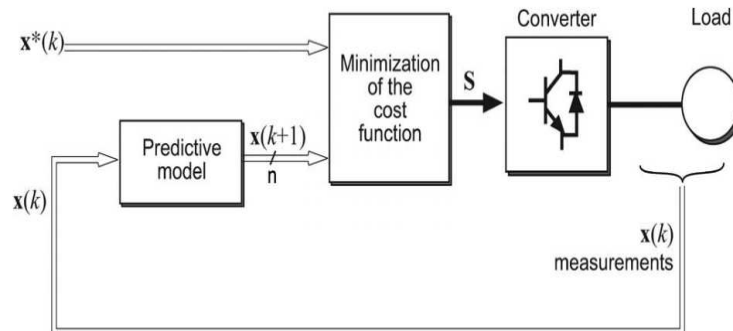 Converter
Load
x*(k)
Minimization
of the
cost
function
S
Predictive
model
x(k+1)
n
x(k)
x(k)
measurements